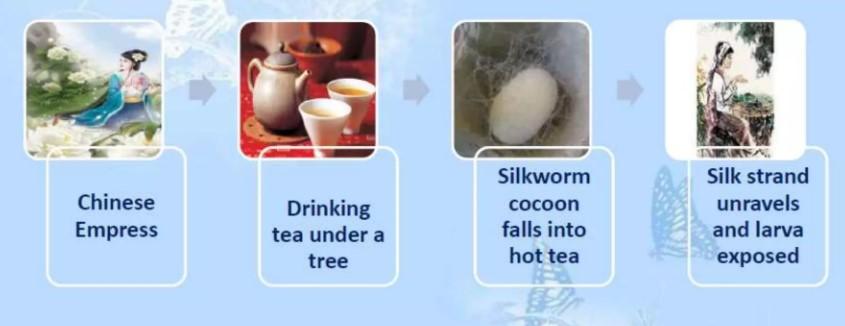 Chinese
Empress
Drinking
tea under a
tree
Silkworm
cocoon
falls into
hot tea
Silk strand
unravels
and larva
exposed